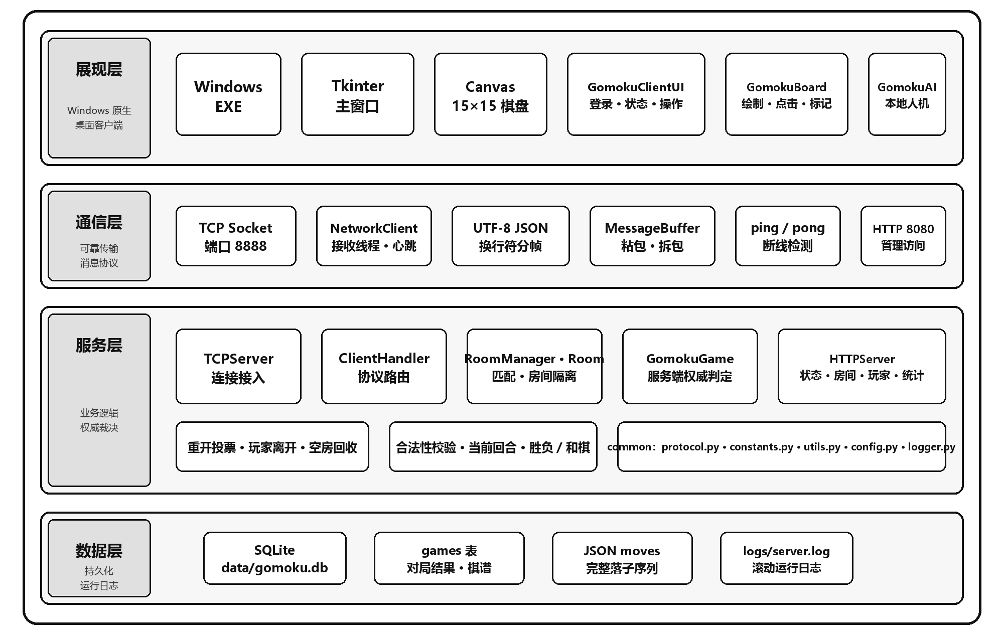 展现层
Windows 原生
桌面客户端
Windows
EXE
Tkinter
主窗口
Canvas
15×15 棋盘
GomokuClientUI
登录·状态·操作
GomokuBoard
绘制·点击·标记
GomokuAI
本地人机
通信层
可靠传输
消息协议
TCP Socket
端口 8888
NetworkClient
接收线程·心跳
UTF-8 JSON
换行符分帧
MessageBuffer
粘包·拆包
ping / pong
断线检测
HTTP 8080
管理访问
服务层
业务逻辑
权威裁决
TCPServer
连接接入
ClientHandler
协议路由
RoomManager·Room
匹配·房间隔离
GomokuGame
服务端权威判定
HTTPServer
状态·房间·玩家·统计
重开投票·玩家离开·空房回收
合法性校验·当前回合·胜负 / 和棋
common: protocol.py·constants.py·utils.py·config.py·logger.py
数据层
持久化
运行日志
SQLite
data/gomoku.db
games 表
对局结果·棋谱
JSON moves
完整落子序列
logs/server.log
滚动运行日志